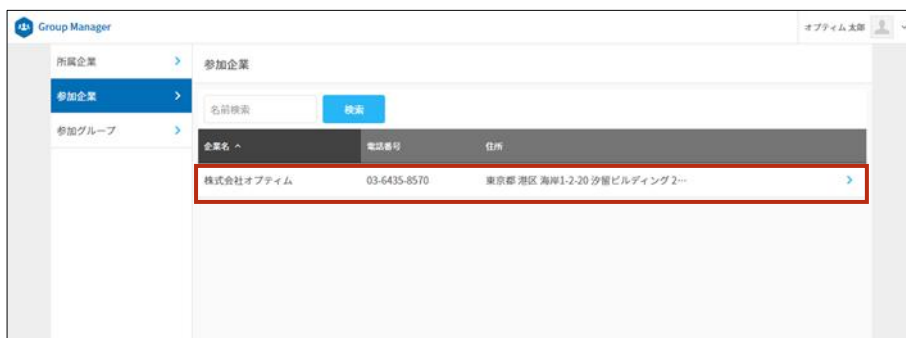 Group Manager
オプティム 太郎
所属企業
参加企業
参加グループ
参加企業
名前検索 検索
企業名 電話番号 住所
株式会社オプティム 03-6435-8570 東京都 港区 海岸1-2-20 汐留ビルディング 2…